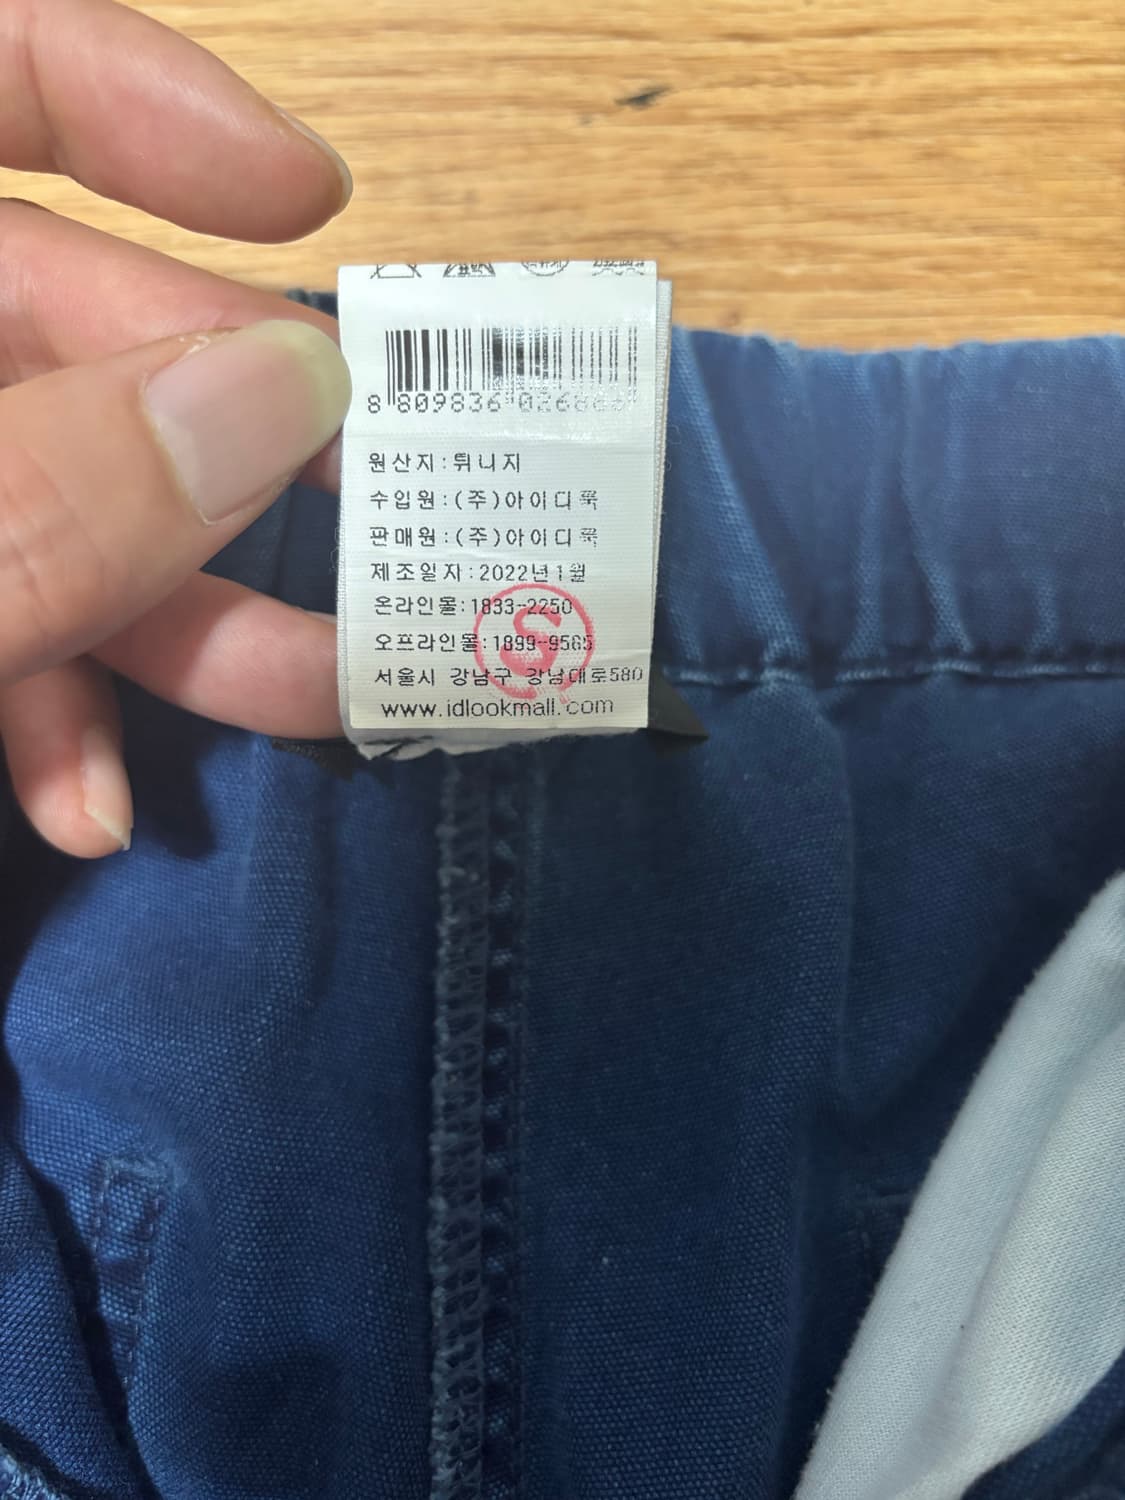 8 809836
원산지:튀니지
수입원:(주)아이디룩
판매원:(주)아이디룩
제조일자:2022년1월
온라인몰:1833-2250
오프라인몰:1899-9565
서울시 강남구 강남대로580
www.idlookmall.com
S